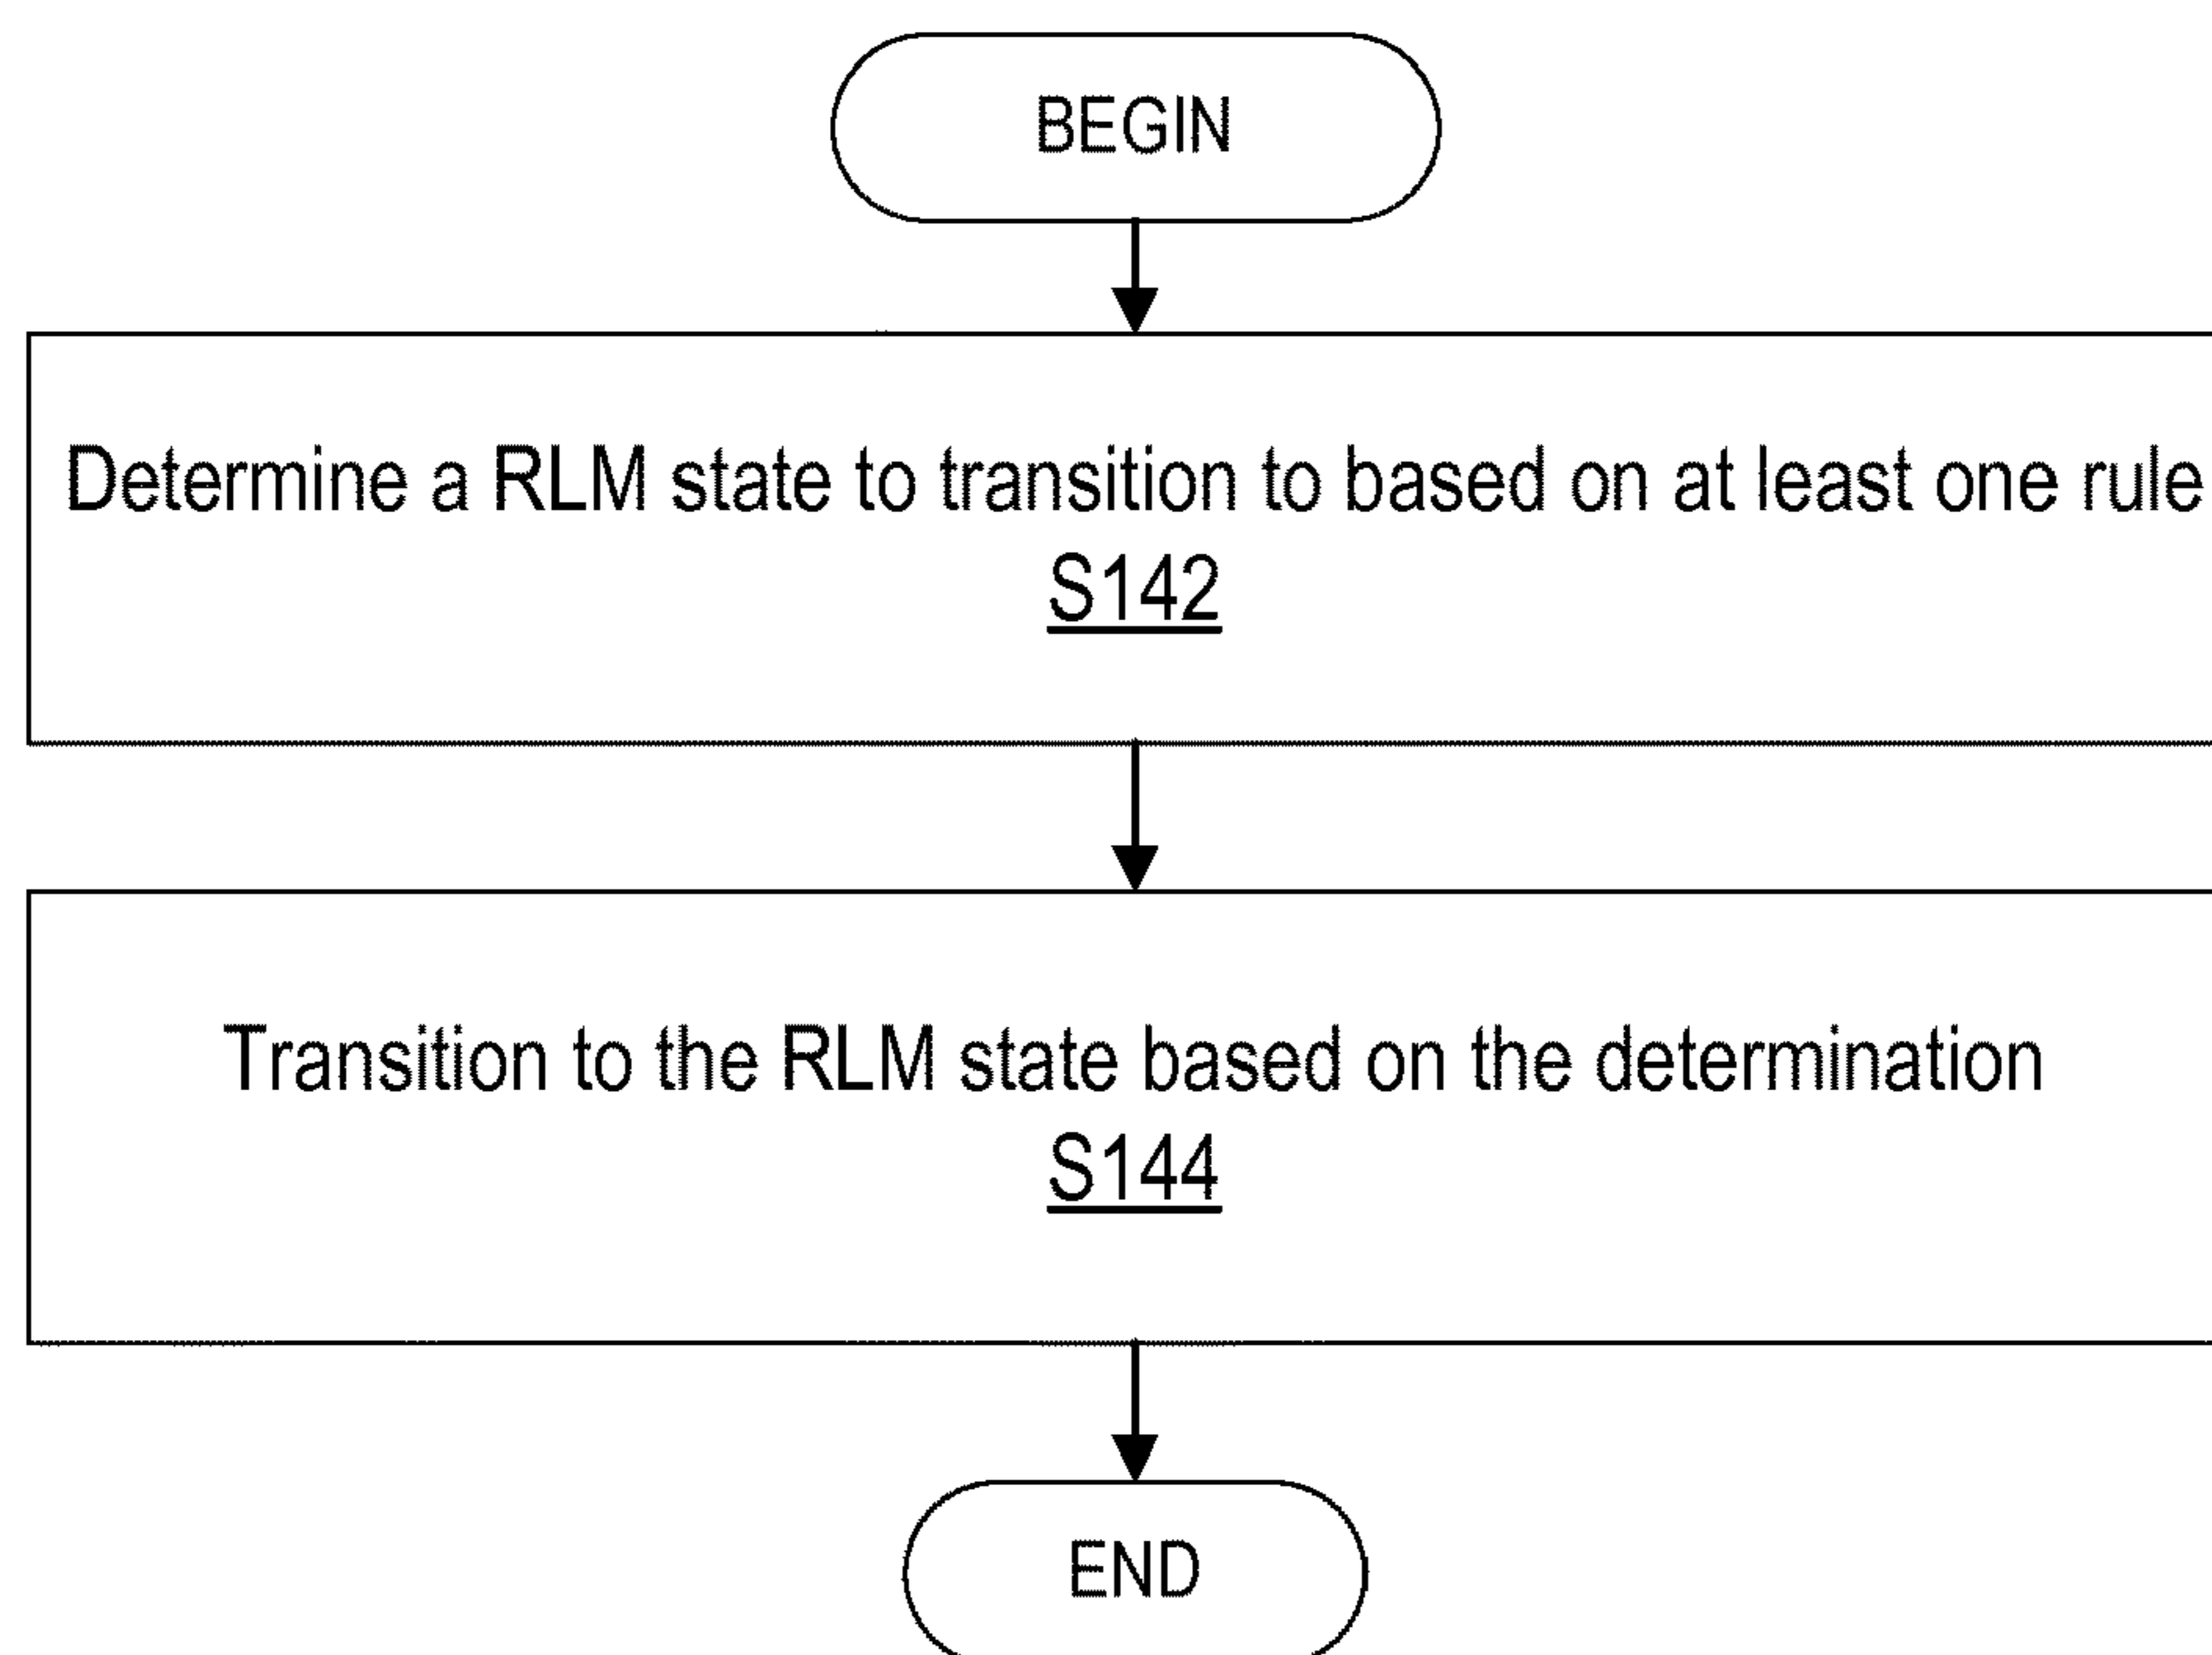 BEGIN
Determine a RLM state to transition to based on at least one rule
S142
Transition to the RLM state based on the determination
S144
END